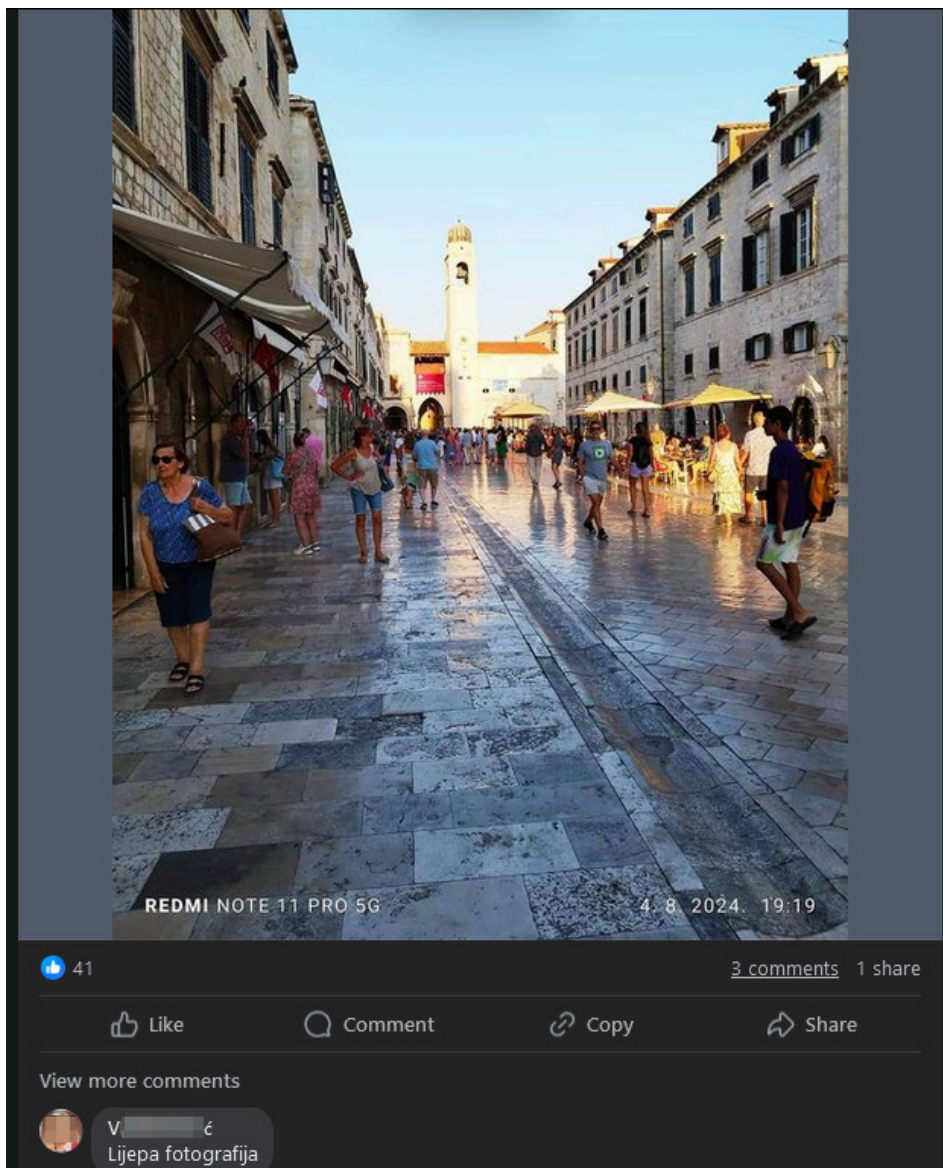 REDMI NOTE 11 PRO 5G
4. 8. 2024. 19:19
41
3 comments 1 share
Like Comment Copy Share
View more comments
V ć
Lijepa fotografija